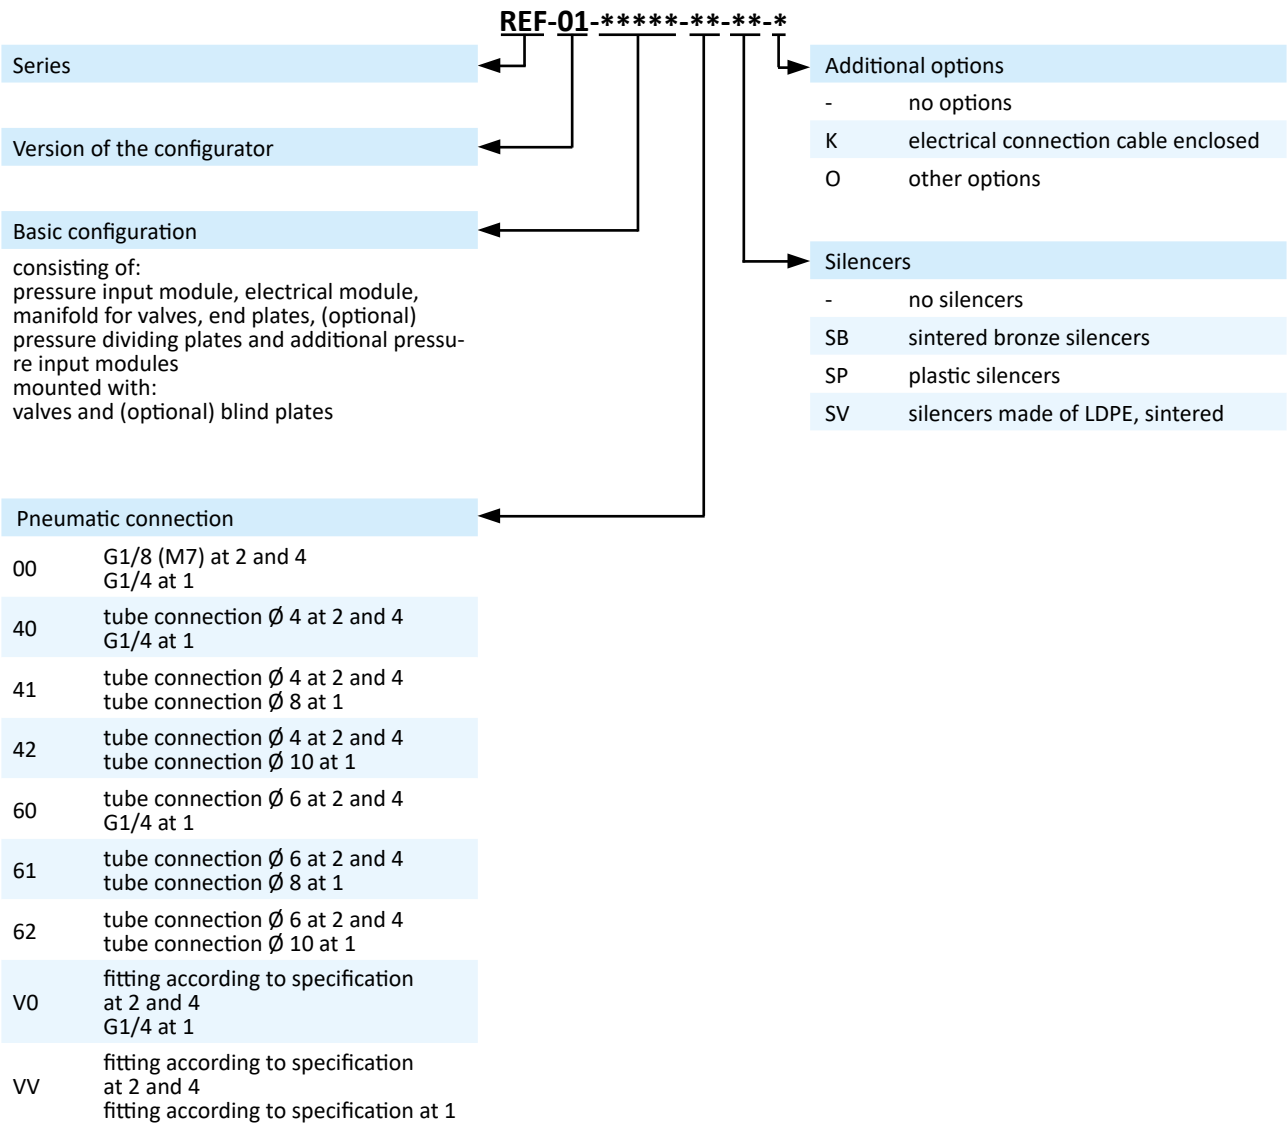 REF-01-*****-**-**-*
Series
Version of the configurator
Basic configuration
consisting of:
pressure input module, electrical module,
manifold for valves, end plates, (optional)
pressure dividing plates and additional pressu-
re input modules
mounted with:
valves and (optional) blind plates
Pneumatic connection
00 G1/8 (M7) at 2 and 4
G1/4 at 1
40 tube connection Ø 4 at 2 and 4
G1/4 at 1
41 tube connection Ø 4 at 2 and 4
tube connection Ø 8 at 1
42 tube connection Ø 4 at 2 and 4
tube connection Ø 10 at 1
60 tube connection Ø 6 at 2 and 4
G1/4 at 1
61 tube connection Ø 6 at 2 and 4
tube connection Ø 8 at 1
62 tube connection Ø 6 at 2 and 4
tube connection Ø 10 at 1
V0 fitting according to specification
at 2 and 4
G1/4 at 1
VV fitting according to specification
at 2 and 4
fitting according to specification at 1
Additional options
- no options
K electrical connection cable enclosed
O other options
Silencers
- no silencers
SB sintered bronze silencers
SP plastic silencers
SV silencers made of LDPE, sintered